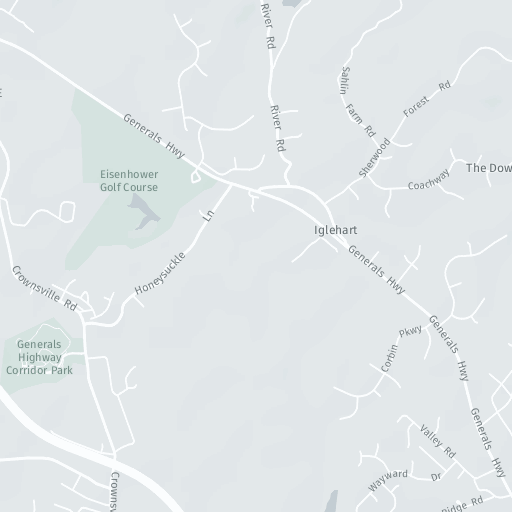 River Rd
Sahlin Farm Rd
Forest Rd
River Rd
Generals Hwy
Sherwood
Eisenhower
Golf Course
Coachway
The Dow
Ln
Iglehart
Honeysuckle
Generals Hwy
Crownsville Rd
Generals
Highway
Corridor Park
Generals Hwy
Corbin Pkwy
Generals Hwy
Valley Rd
Wayward Dr
Crowns
Ridge Rd